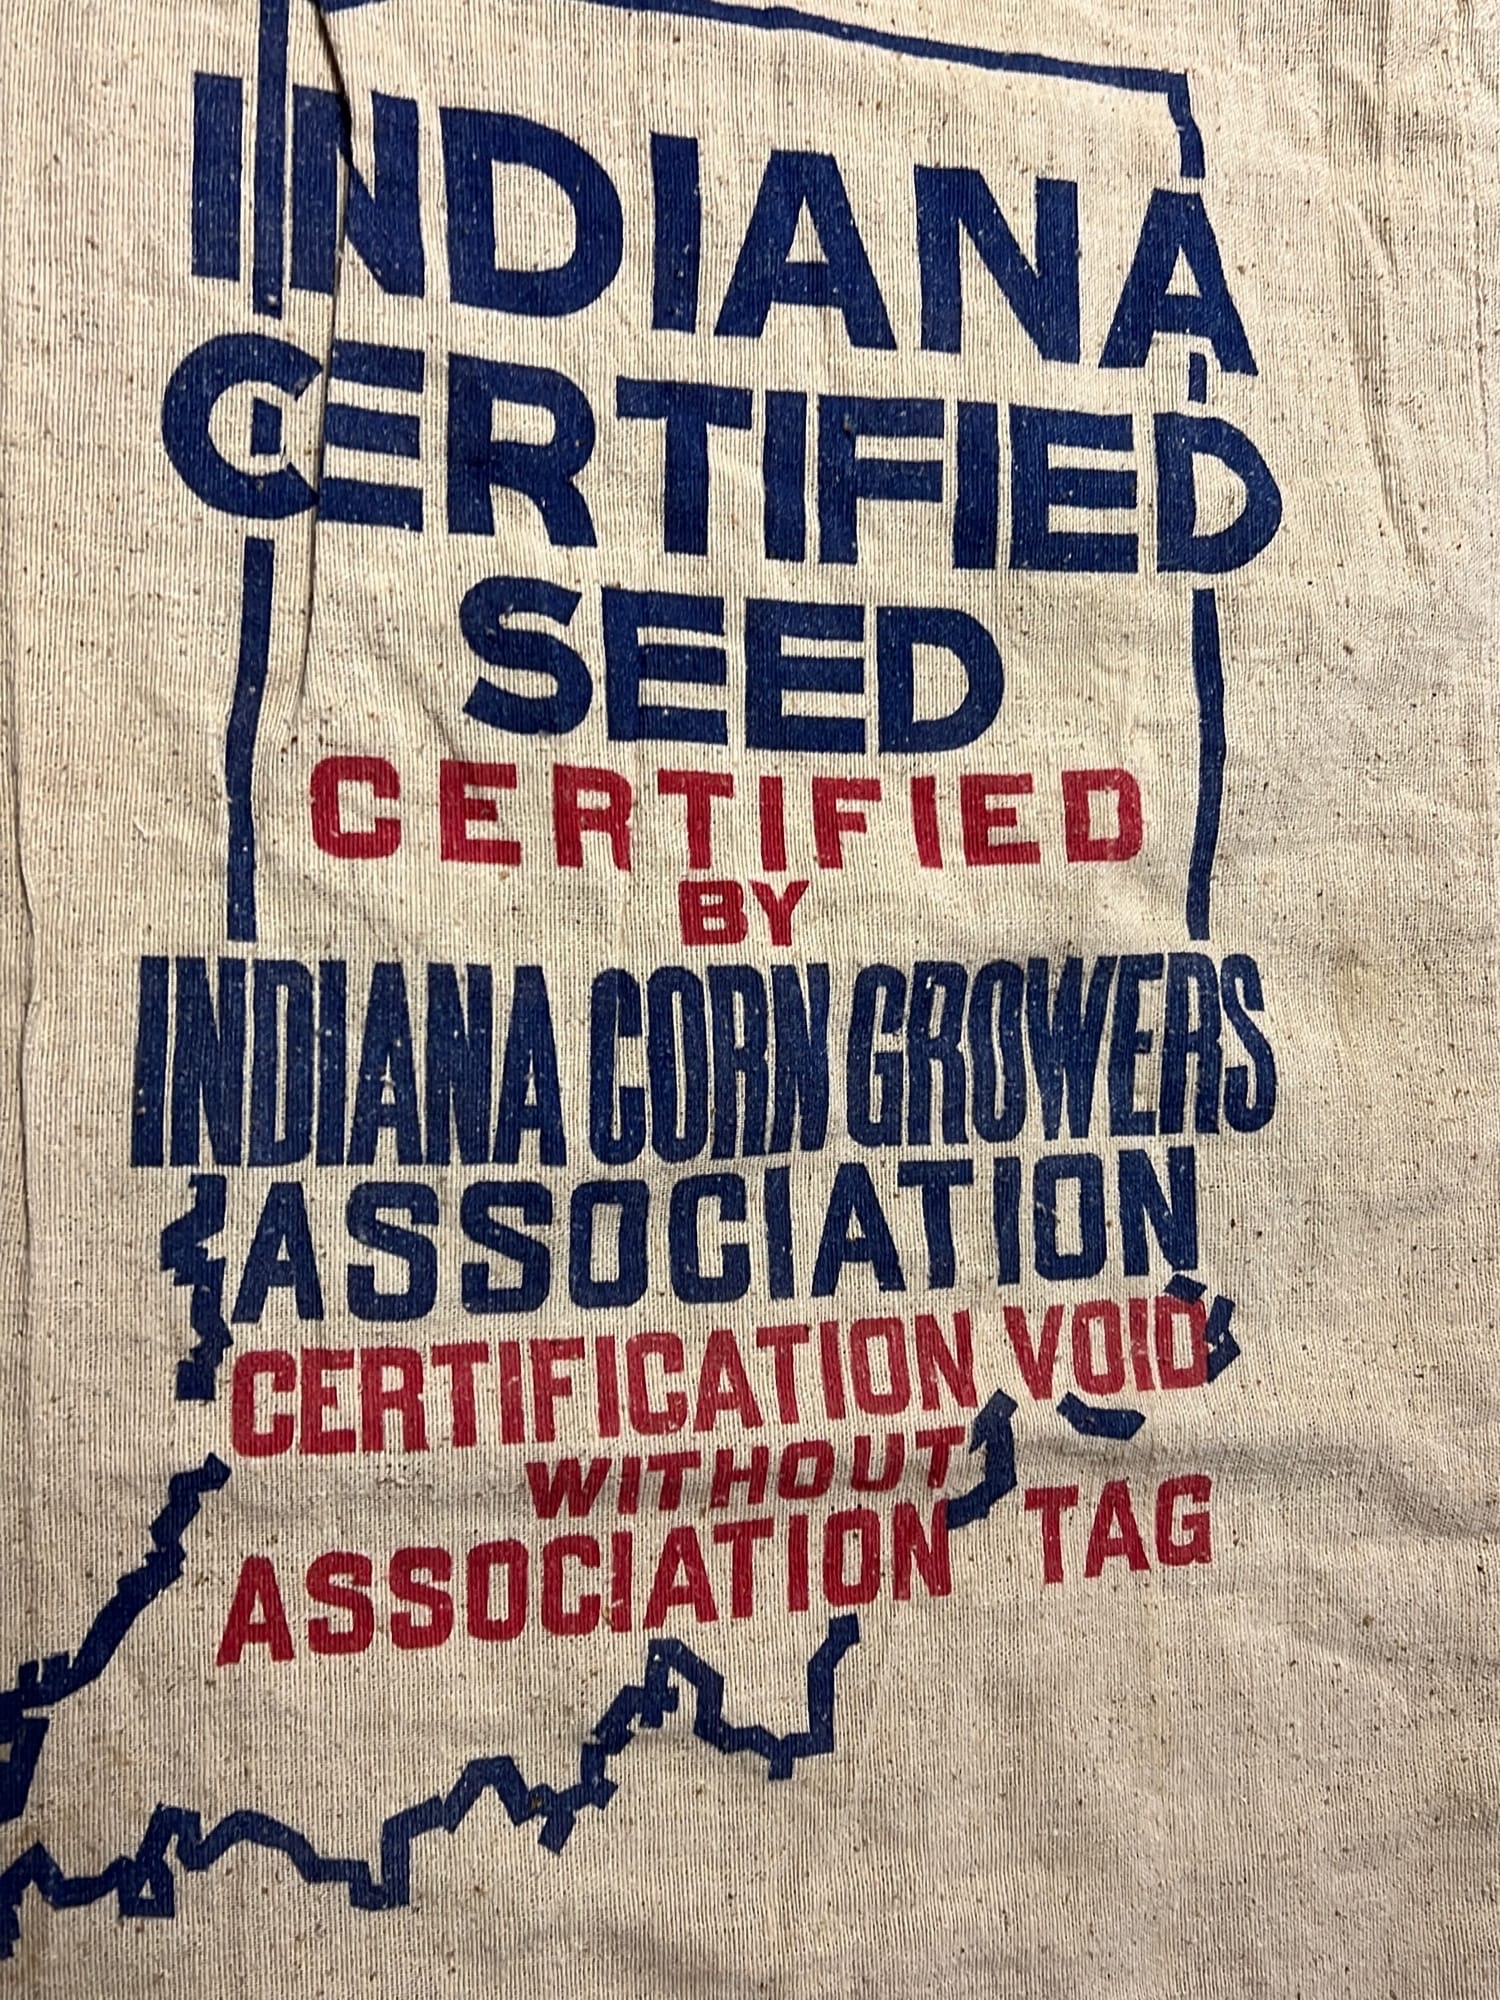 INDIANA
CERTIFIED
SEED
CERTIFIED
BY
INDIANA CORN GROWERS
ASSOCIATION
CERTIFICATION VOID
WITHOUT
ASSOCIATION TAG